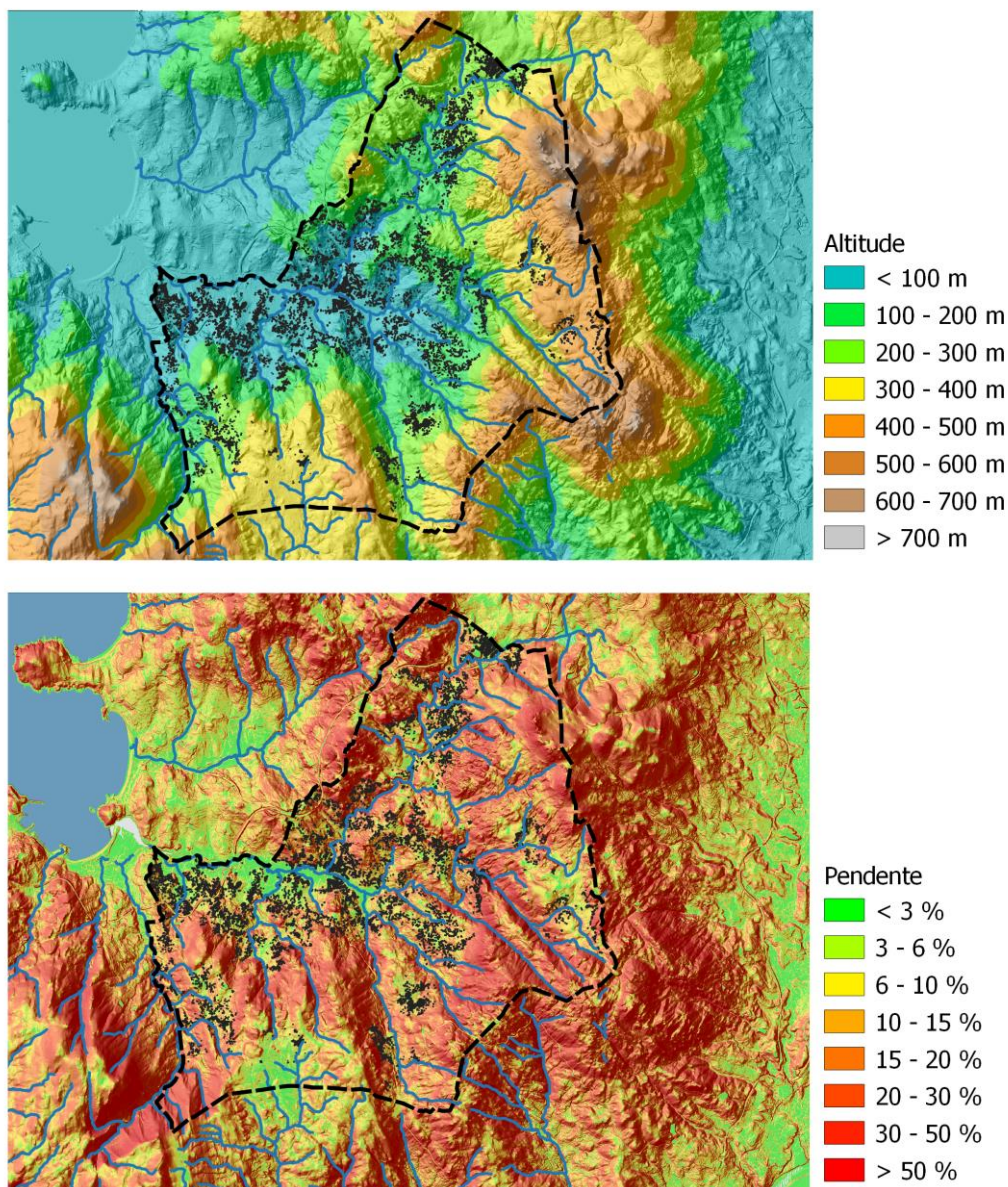 Altitude
< 100 m
100 - 200 m
200 - 300 m
300 - 400 m
400 - 500 m
500 - 600 m
600 - 700 m
> 700 m
Pendente
< 3 %
3 - 6 %
6 - 10 %
10 - 15 %
15 - 20 %
20 - 30 %
30 - 50 %
> 50 %